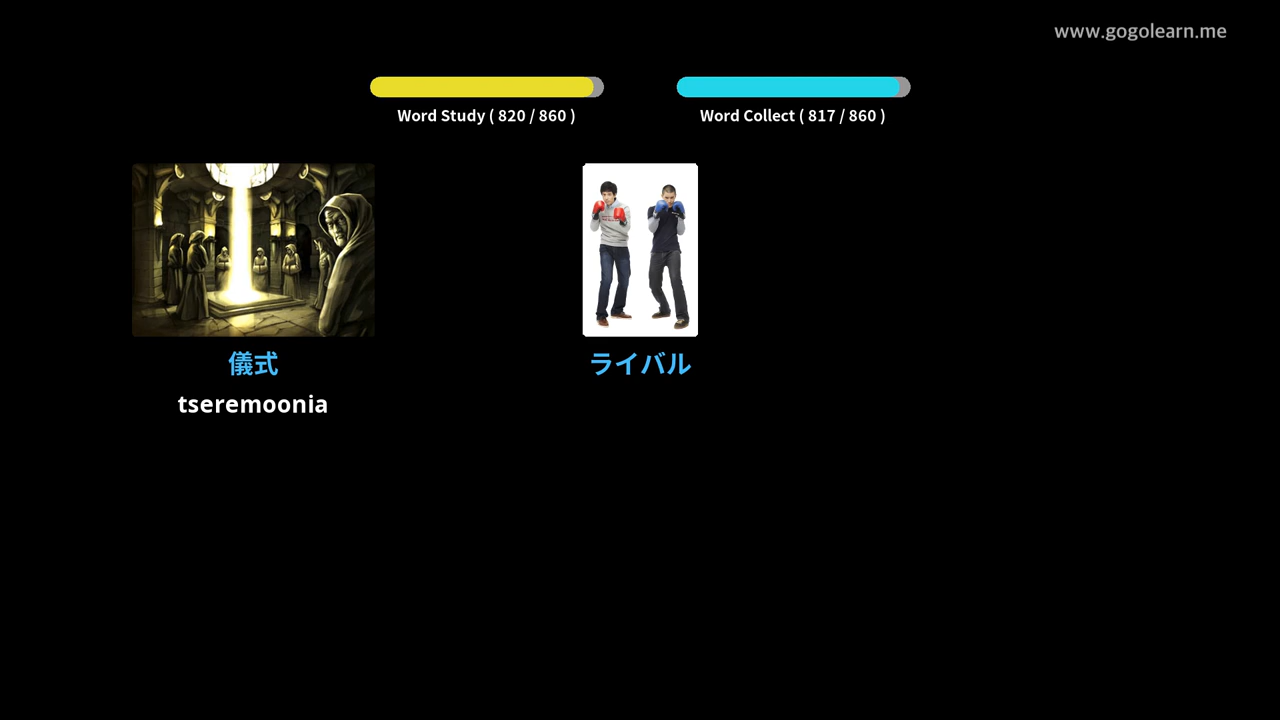 www.gogolearn.me
Word Study ( 820 / 860 )
Word Collect ( 817 / 860 )
儀式
ライバル
tseremoonia